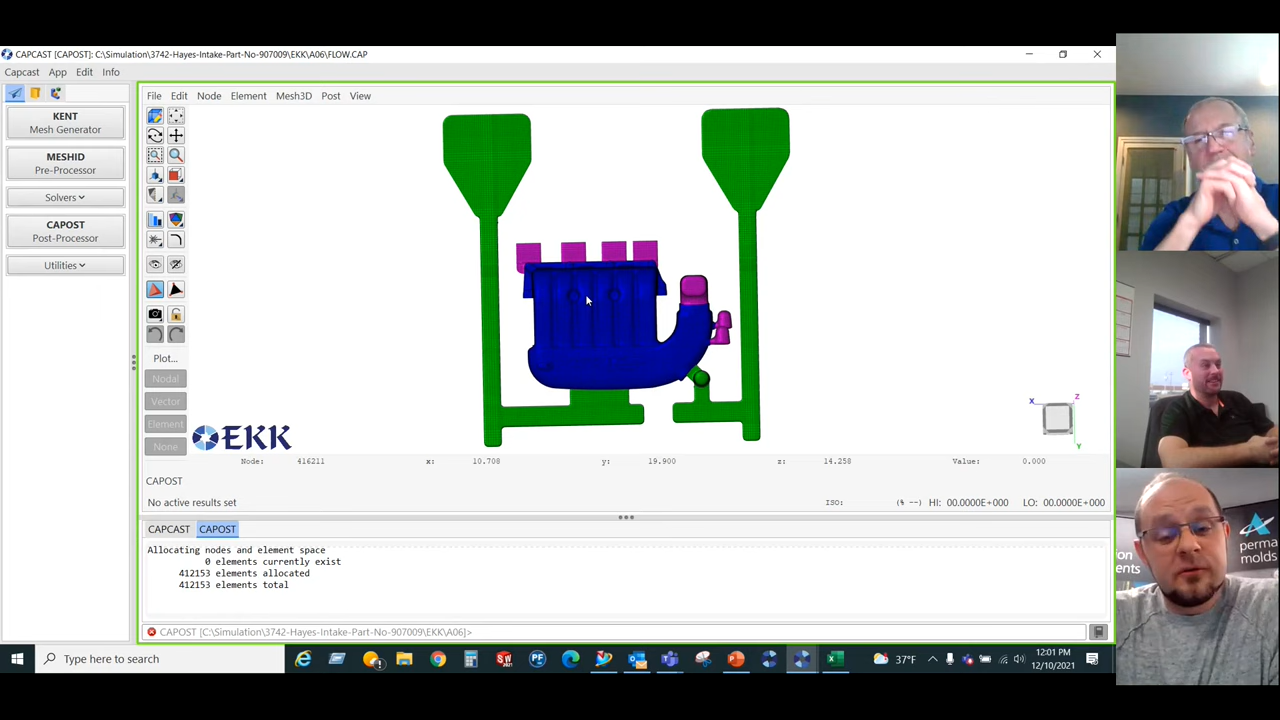 CAPCAST [CAPOST]: C:\Simulation\3742-Hayes-Intake-Part-No-907009\EKK\A06\FLOW.CAP
Capcast App Edit Info
File Edit Node Element Mesh3D Post View
KENT
Mesh Generator
MESHID
Pre-Processor
Solvers
CAPOST
Post-Processor
Utilities
Plot...
Nodal
Vector
Element
None
EKK
X Z
Y
Node: 416211 x: 10.708 y: 19.900 z: 14.258 Value: 0.000
CAPOST
No active results set ISO: (% --) HI: 00.0000E+000 LO: 00.0000E+000
CAPCAST CAPOST
Allocating nodes and element space
0 elements currently exist
412153 elements allocated
412153 elements total
CAPOST [C:\Simulation\3742-Hayes-Intake-Part-No-907009\EKK\A06]>
Type here to search
37°F
12:01 PM
12/10/2021
perma
molds